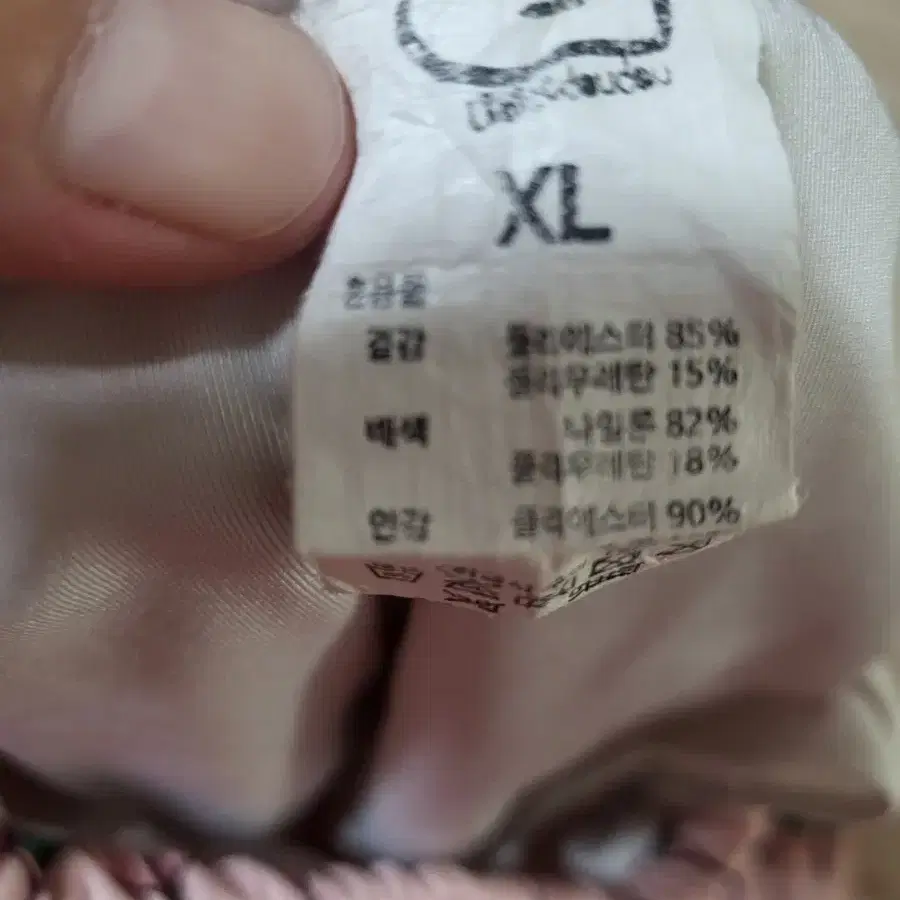 XL
혼용율
겉감 폴리에스터 85%
폴리우레탄 15%
배색 나일론 82%
폴리우레탄 18%
안감 폴리에스터 90%